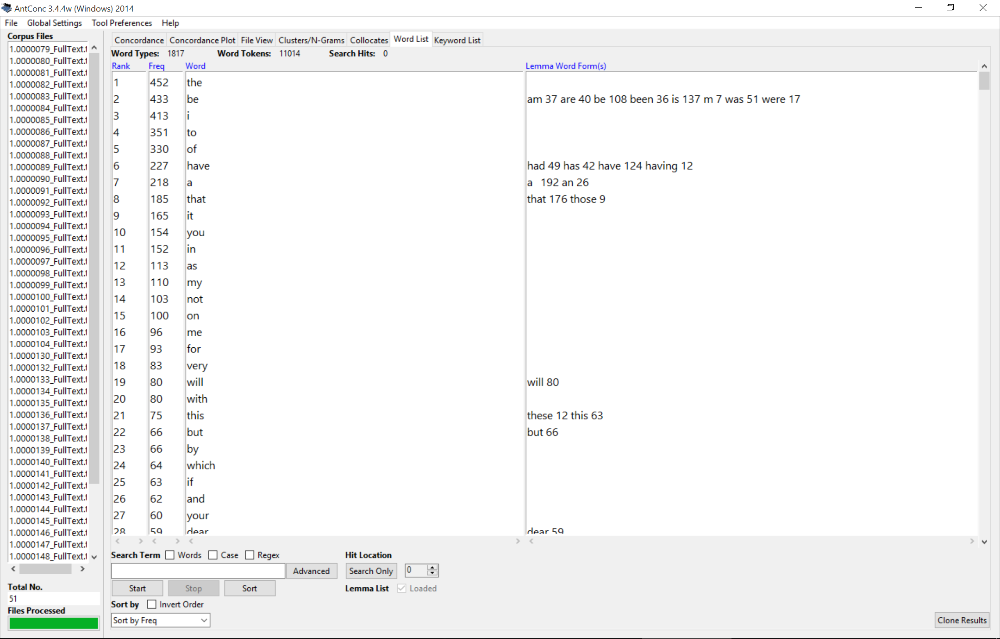 AntConc 3.4.4w (Windows) 2014
File Global Settings Tool Preferences Help
Corpus Files
1.0000079_FullText.t
1.0000080_FullText.t
1.0000081_FullText.t
1.0000082_FullText.t
1.0000083_FullText.t
1.0000084_FullText.t
1.0000085_FullText.t
1.0000086_FullText.t
1.0000087_FullText.t
1.0000088_FullText.t
1.0000089_FullText.t
1.0000090_FullText.t
1.0000091_FullText.t
1.0000092_FullText.t
1.0000093_FullText.t
1.0000094_FullText.t
1.0000095_FullText.t
1.0000096_FullText.t
1.0000097_FullText.t
1.0000098_FullText.t
1.0000099_FullText.t
1.0000100_FullText.t
1.0000101_FullText.t
1.0000102_FullText.t
1.0000103_FullText.t
1.0000104_FullText.t
1.0000130_FullText.t
1.0000132_FullText.t
1.0000133_FullText.t
1.0000134_FullText.t
1.0000135_FullText.t
1.0000136_FullText.t
1.0000137_FullText.t
1.0000138_FullText.t
1.0000139_FullText.t
1.0000140_FullText.t
1.0000141_FullText.t
1.0000142_FullText.t
1.0000143_FullText.t
1.0000144_FullText.t
1.0000145_FullText.t
1.0000146_FullText.t
1.0000147_FullText.t
1.0000148_FullText.t
Total No.
51
Files Processed
Concordance Concordance Plot File View Clusters/N-Grams Collocates Word List Keyword List
Word Types: 1817 Word Tokens: 11014 Search Hits: 0
Rank Freq Word Lemma Word Form(s)
1 452 the
2 433 be am 37 are 40 be 108 been 36 is 137 m 7 was 51 were 17
3 413 i
4 351 to
5 330 of
6 227 have had 49 has 42 have 124 having 12
7 218 a a 192 an 26
8 185 that that 176 those 9
9 165 it
10 154 you
11 152 in
12 113 as
13 110 my
14 103 not
15 100 on
16 96 me
17 93 for
18 83 very
19 80 will will 80
20 80 with
21 75 this these 12 this 63
22 66 but but 66
23 66 by
24 64 which
25 63 if
26 62 and
27 60 your
28 59 dear dear 59
Search Term Words Case Regex Hit Location
Advanced Search Only 0
Start Stop Sort Lemma List Loaded
Sort by Invert Order
Sort by Freq Clone Results